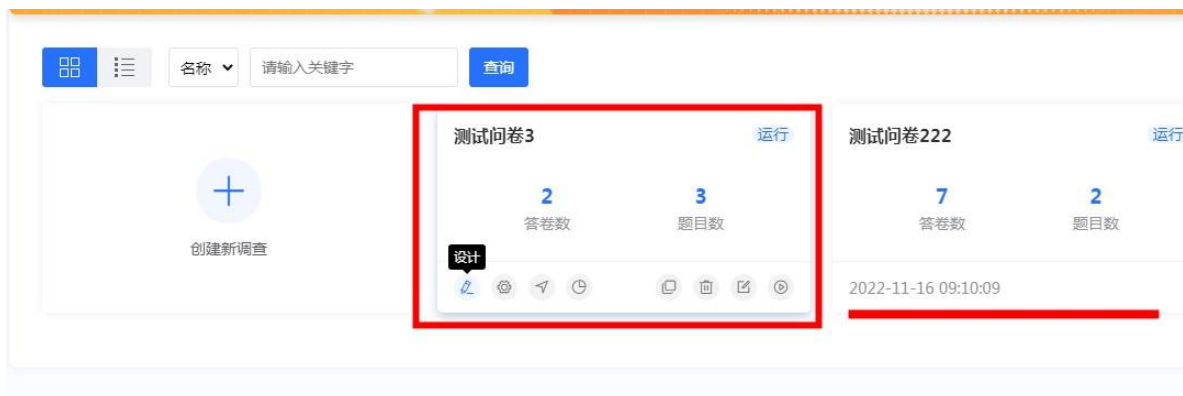 名称 请输入关键字 查询
创建新调查
测试问卷3 运行
2 3
答卷数 题目数
设计
测试问卷222 运行
7 2
答卷数 题目数
2022-11-16 09:10:09